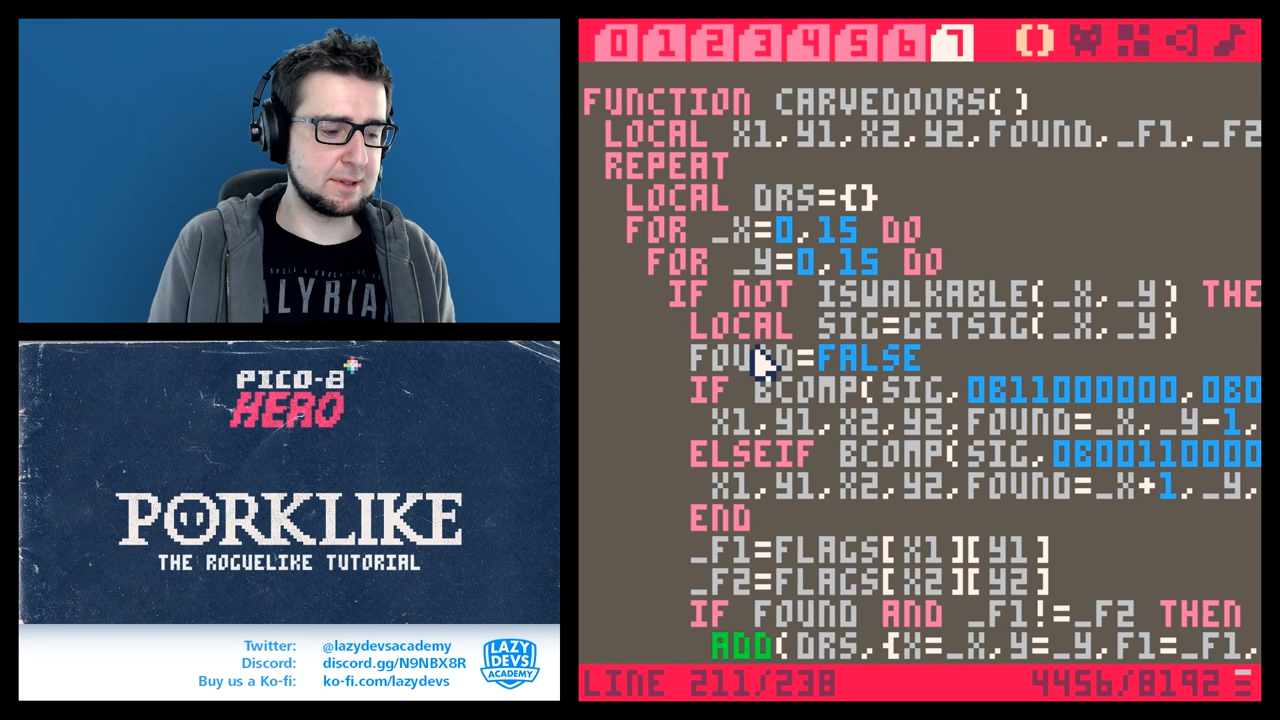 0 1 2 3 4 5 6 7
FUNCTION CARVEDOORS()
LOCAL X1,Y1,X2,Y2,FOUND,_F1,_F2
REPEAT
LOCAL DRS={}
FOR _X=0,15 DO
FOR _Y=0,15 DO
IF NOT ISWALKABLE(_X,_Y) THE
LOCAL SIG=GETSIG(_X,_Y)
FOUND=FALSE
IF BCOMP(SIG,0B11000000,0B0
X1,Y1,X2,Y2,FOUND=_X,_Y-1,
ELSEIF BCOMP(SIG,0B00110000
X1,Y1,X2,Y2,FOUND=_X+1,_Y,
END
_F1=FLAGS[X1][Y1]
_F2=FLAGS[X2][Y2]
IF FOUND AND _F1!=_F2 THEN
ADD(DRS,{X=_X,Y=_Y,F1=_F1,
LINE 211/238
4456/8192
ALYRIA
PICO-8
HERO
PORKLIKE
THE ROGUELIKE TUTORIAL
Twitter: @lazydevsacademy
Discord: discord.gg/N9NBX8R
Buy us a Ko-fi: ko-fi.com/lazydevs
LAZY
DEVS
ACADEMY